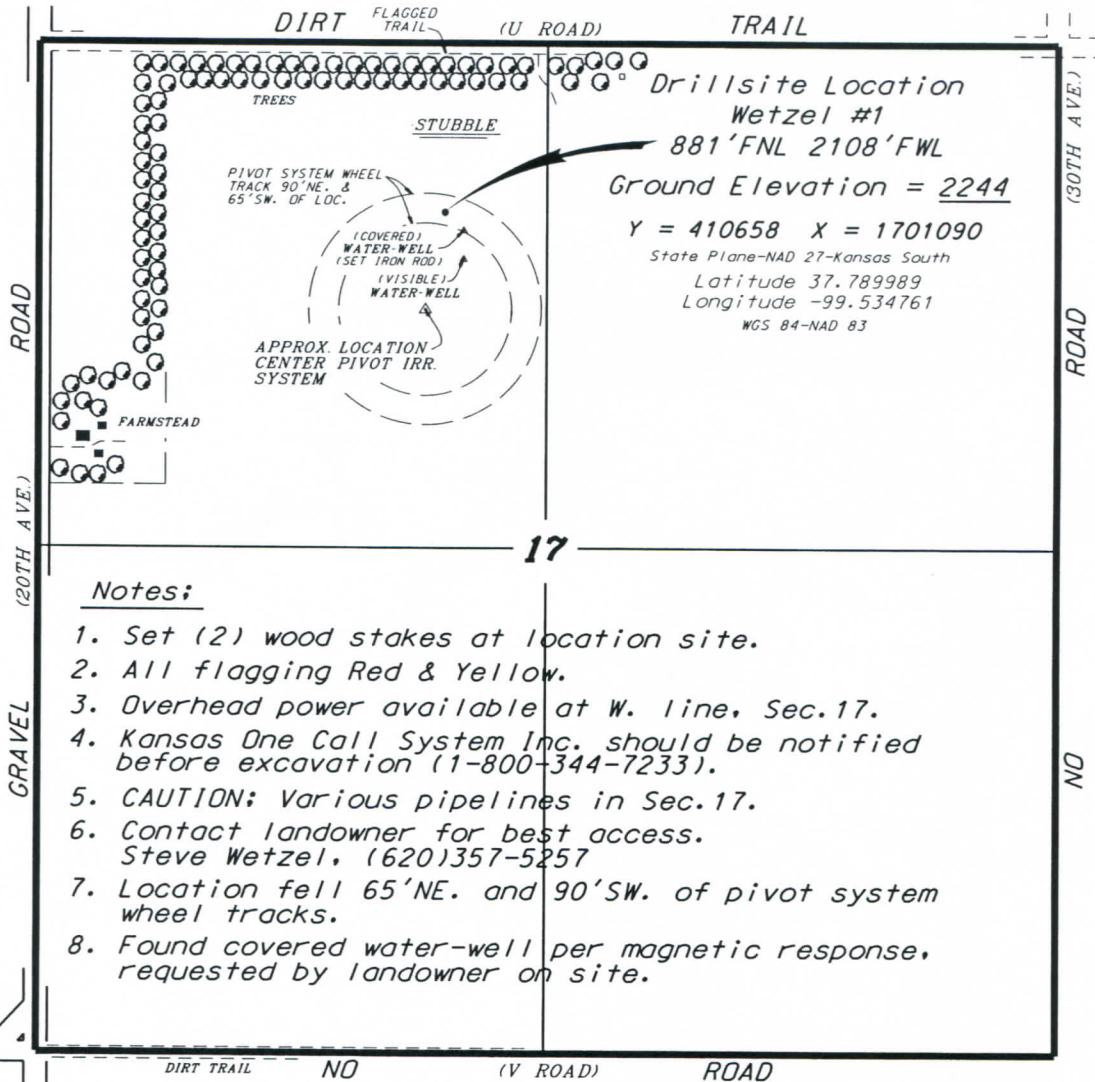 DIRT FLAGGED (U ROAD) TRAIL
TRAIL
TREES
STUBBLE
Drillsite Location
Wetzel #1
881'FNL 2108'FWL
Ground Elevation = 2244
Y = 410658 X = 1701090
State Plane-NAD 27-Kansas South
Latitude 37.789989
Longitude -99.534761
WGS 84-NAD 83
PIVOT SYSTEM WHEEL
TRACK 90'NE. &
65'SW. OF LOC.
(COVERED)
WATER-WELL
(SET IRON ROD)
(VISIBLE)
WATER-WELL
APPROX. LOCATION
CENTER PIVOT IRR.
SYSTEM
FARMSTEAD
GRAVEL (20TH AVE.) ROAD
NO ROAD (30TH AVE.)
17
Notes:
1. Set (2) wood stakes at location site.
2. All flagging Red & Yellow.
3. Overhead power available at W. line, Sec.17.
4. Kansas One Call System Inc. should be notified
before excavation (1-800-344-7233).
5. CAUTION: Various pipelines in Sec.17.
6. Contact landowner for best access.
Steve Wetzel, (620)357-5257
7. Location fell 65'NE. and 90'SW. of pivot system
wheel tracks.
8. Found covered water-well per magnetic response,
requested by landowner on site.
DIRT TRAIL NO (V ROAD) ROAD